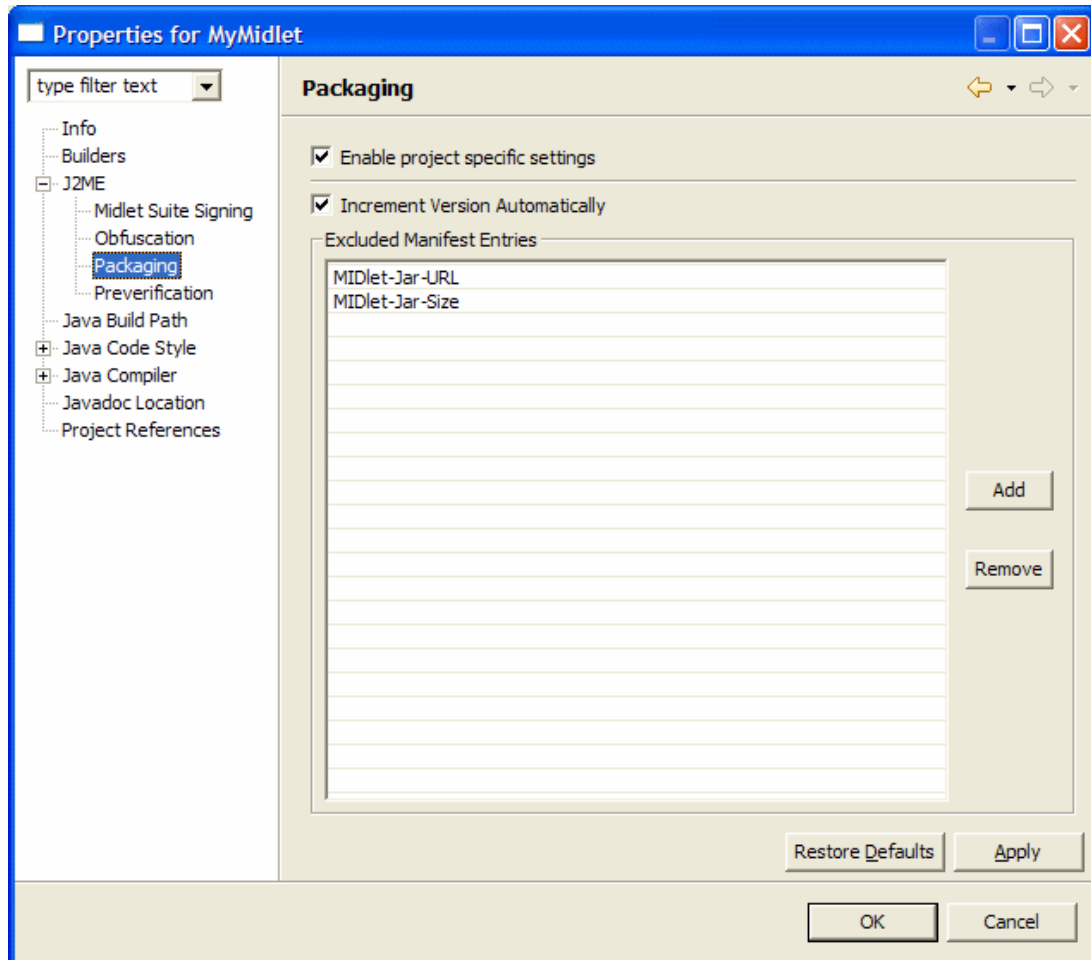 Properties for MyMidlet
type filter text
Info
Builders
J2ME
Midlet Suite Signing
Obfuscation
Packaging
Preverification
Java Build Path
Java Code Style
Java Compiler
Javadoc Location
Project References
Packaging
Enable project specific settings
Increment Version Automatically
Excluded Manifest Entries
MIDlet-Jar-URL
MIDlet-Jar-Size
Add
Remove
Restore Defaults
Apply
OK
Cancel